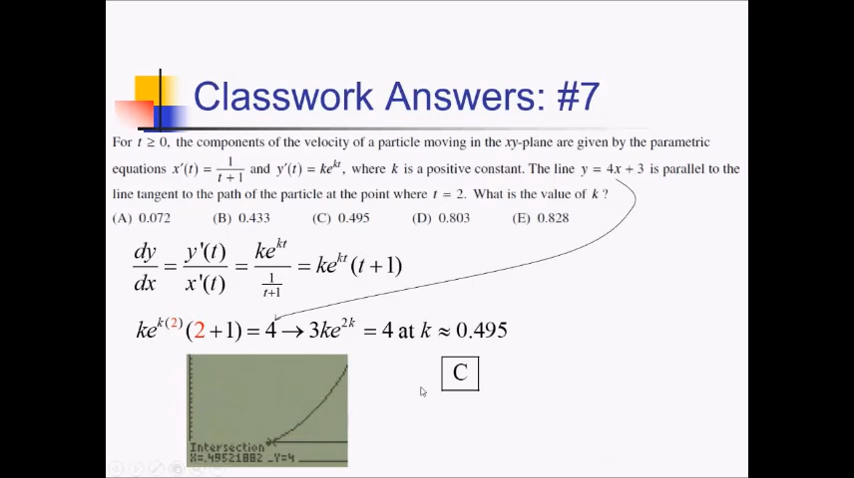 Classwork Answers: #7
For t ≥ 0, the components of the velocity of a particle moving in the xy-plane are given by the parametric
equations x′(t) = 1/(t + 1) and y′(t) = ke^{kt}, where k is a positive constant. The line y = 4x + 3 is parallel to the
line tangent to the path of the particle at the point where t = 2. What is the value of k ?
(A) 0.072 (B) 0.433 (C) 0.495 (D) 0.803 (E) 0.828
dy/dx = y'(t)/x'(t) = ke^{kt}/(1/(t+1)) = ke^{kt}(t+1)
ke^{k(2)}(2+1) = 4 → 3ke^{2k} = 4 at k ≈ 0.495
C
Intersection
X=.49521882 Y=4